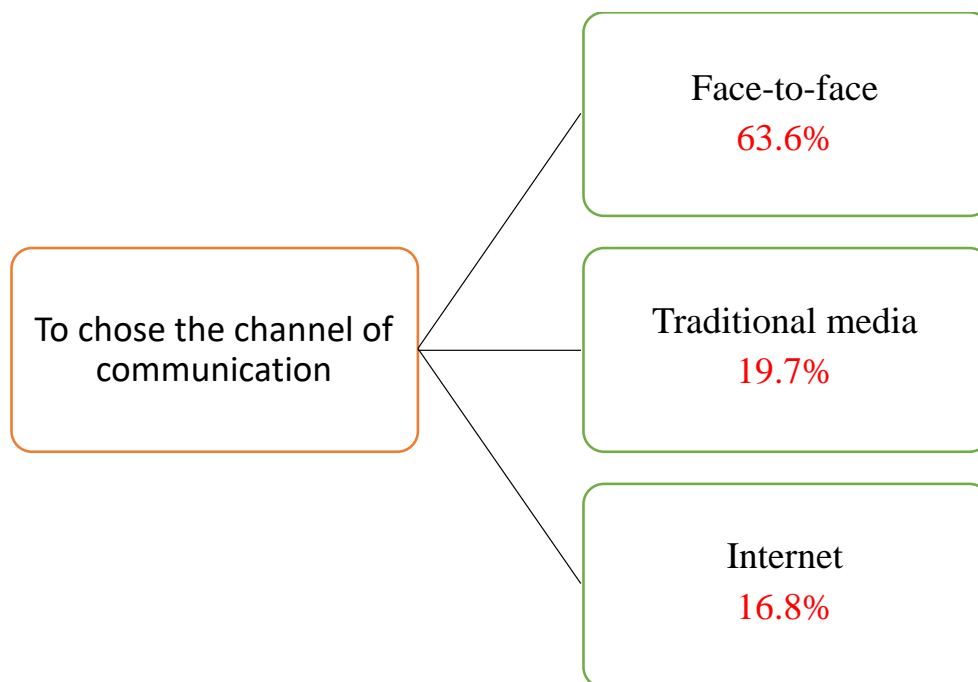 Face-to-face
63.6%
To chose the channel of
communication
Traditional media
19.7%
Internet
16.8%